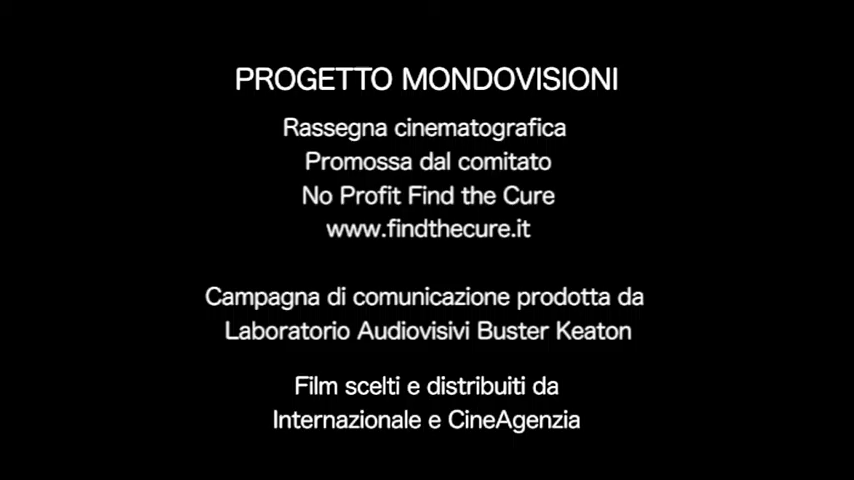 PROGETTO MONDOVISIONI
Rassegna cinematografica
Promossa dal comitato
No Profit Find the Cure
www.findthecure.it
Campagna di comunicazione prodotta da
Laboratorio Audiovisivi Buster Keaton
Film scelti e distribuiti da
Internazionale e CineAgenzia